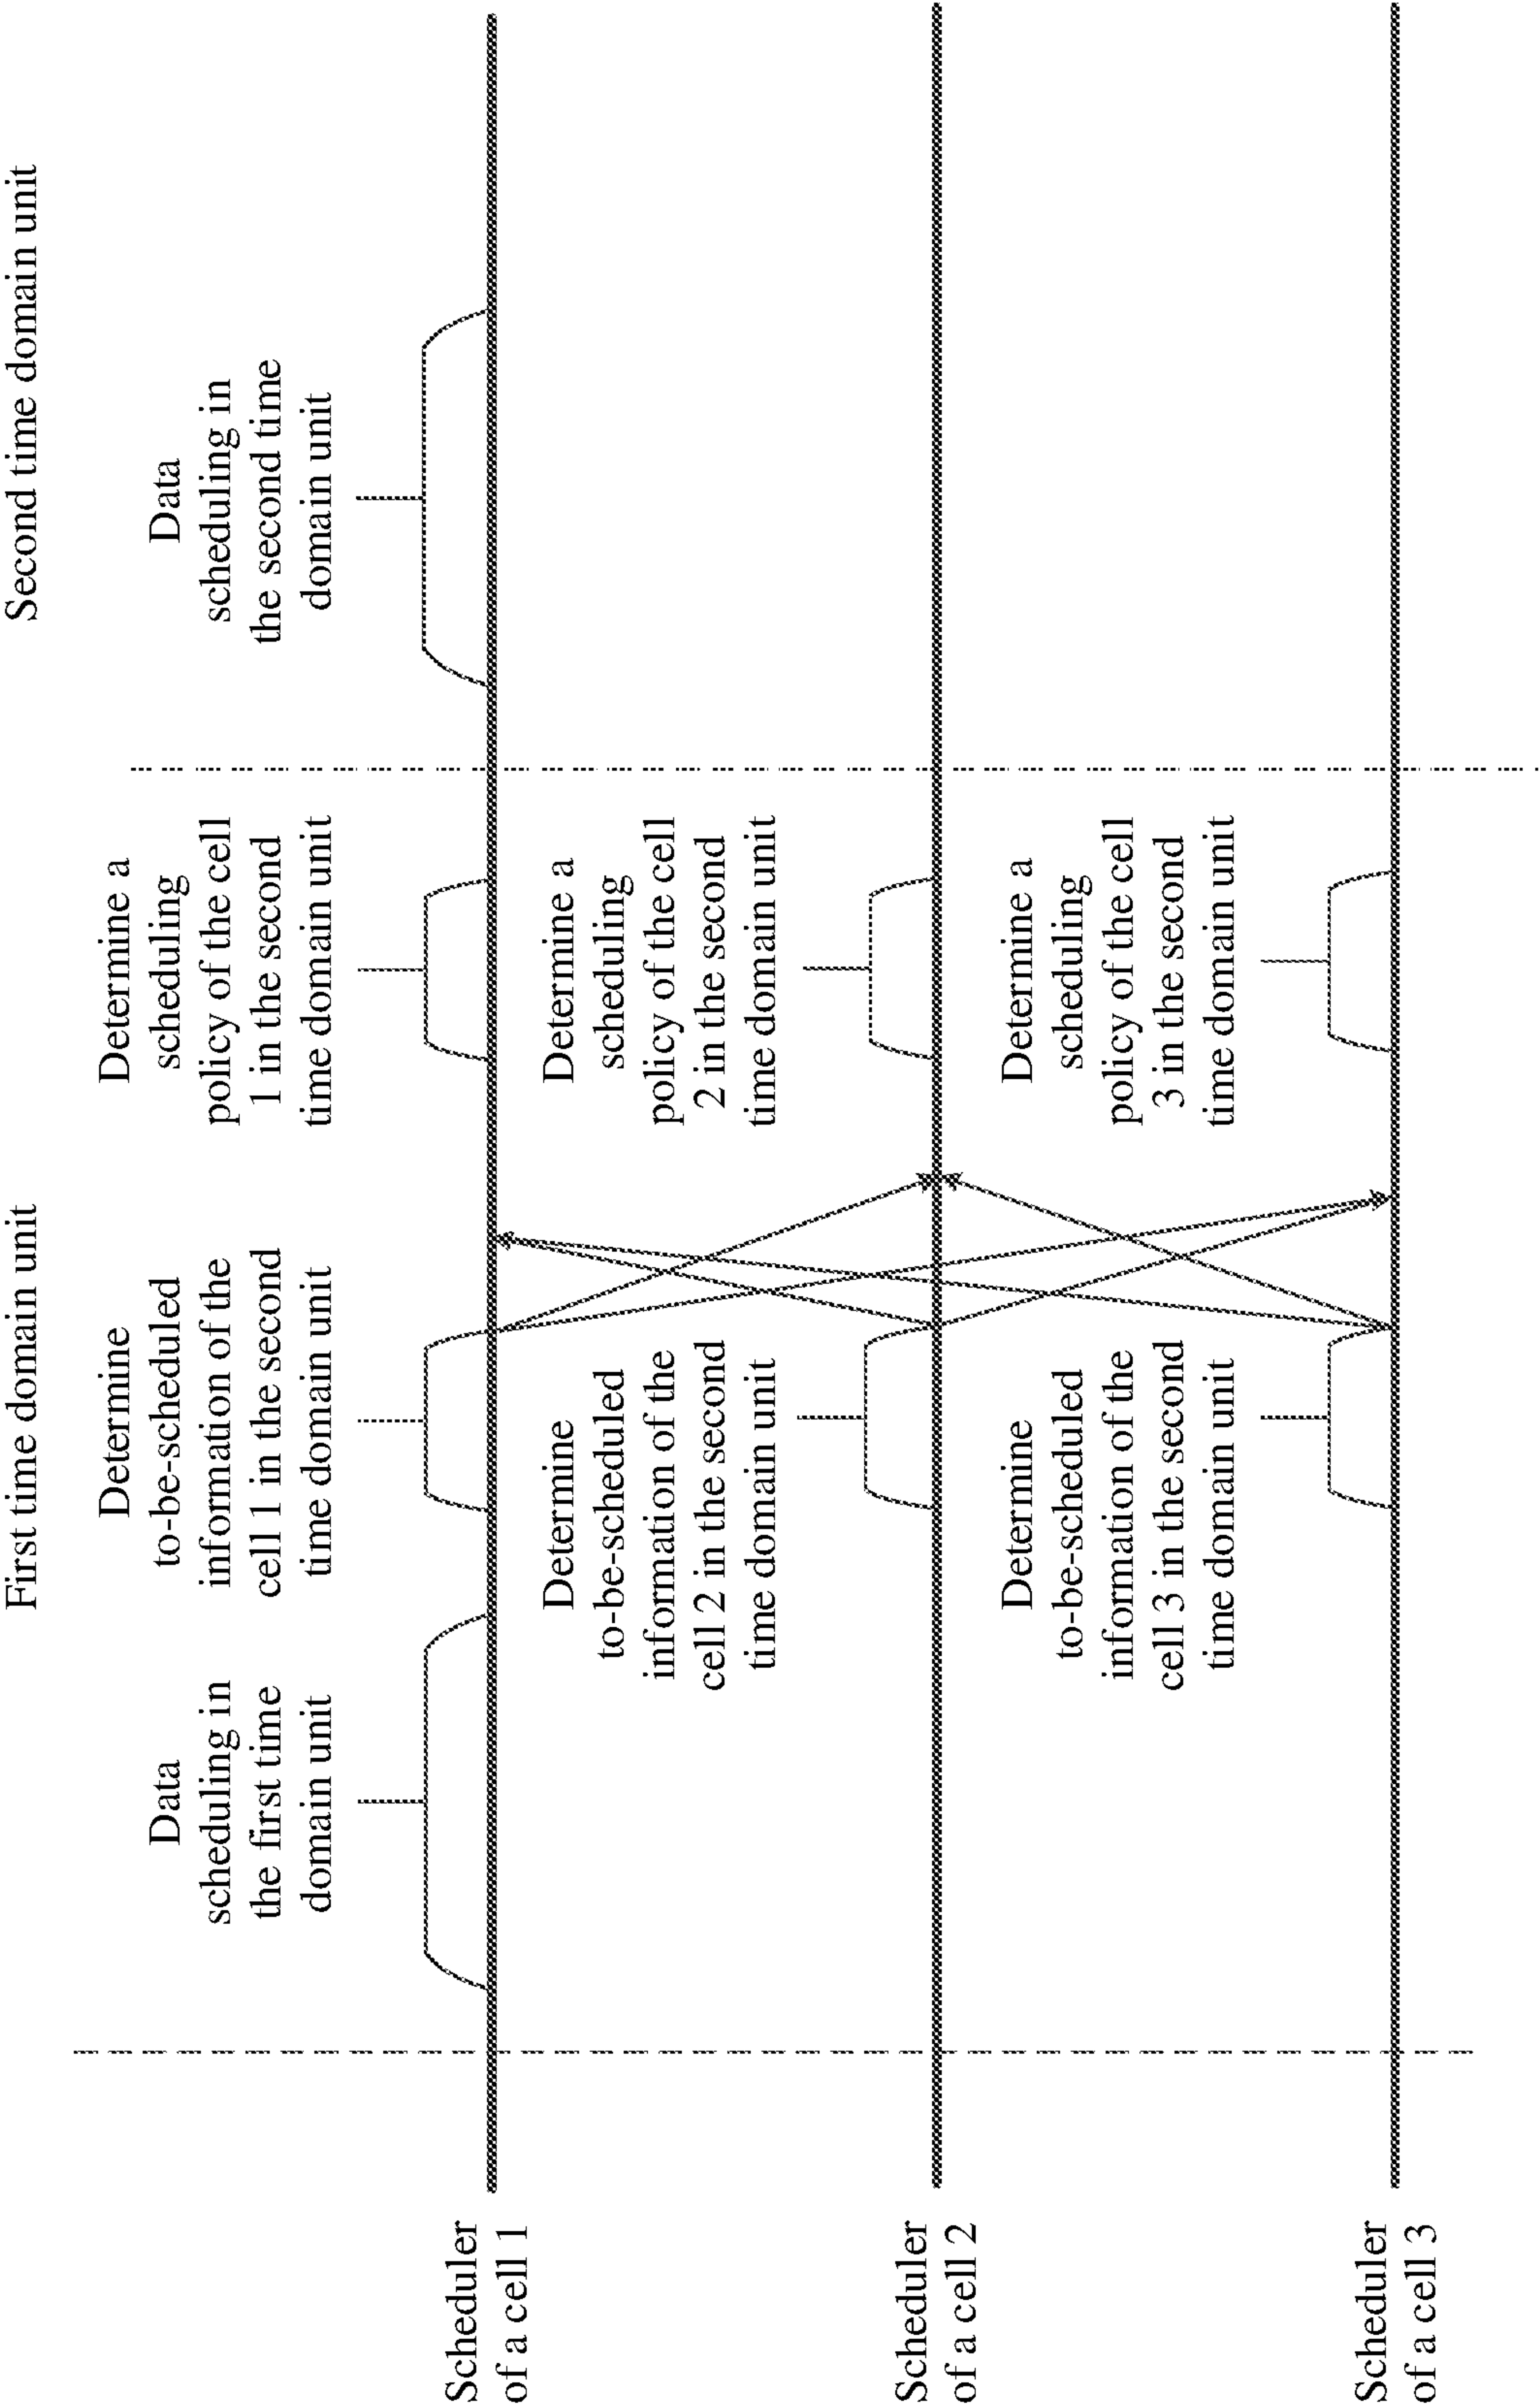 First time domain unit
Second time domain unit
Data
scheduling in
the first time
domain unit
Determine
to-be-scheduled
information of the
cell 1 in the second
time domain unit
Determine a
scheduling
policy of the cell
1 in the second
time domain unit
Data
scheduling in
the second time
domain unit
Scheduler
of a cell 1
Determine
to-be-scheduled
information of the
cell 2 in the second
time domain unit
Determine a
scheduling
policy of the cell
2 in the second
time domain unit
Scheduler
of a cell 2
Determine
to-be-scheduled
information of the
cell 3 in the second
time domain unit
Determine a
scheduling
policy of the cell
3 in the second
time domain unit
Scheduler
of a cell 3